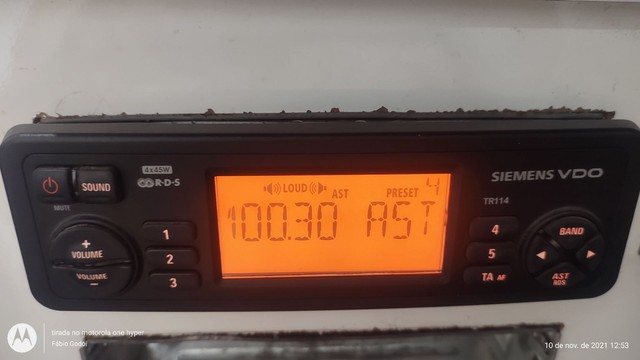 4x45W
R·D·S
SOUND
MUTE
+
VOLUME
VOLUME
−
1
2
3
LOUD
AST
PRESET 4
100.30 AST
SIEMENS VDO
TR114
4
5
TA AF
BAND
AST
RDS
tirada no motorola one hyper
Fábio Godoi
10 de nov. de 2021 12:53